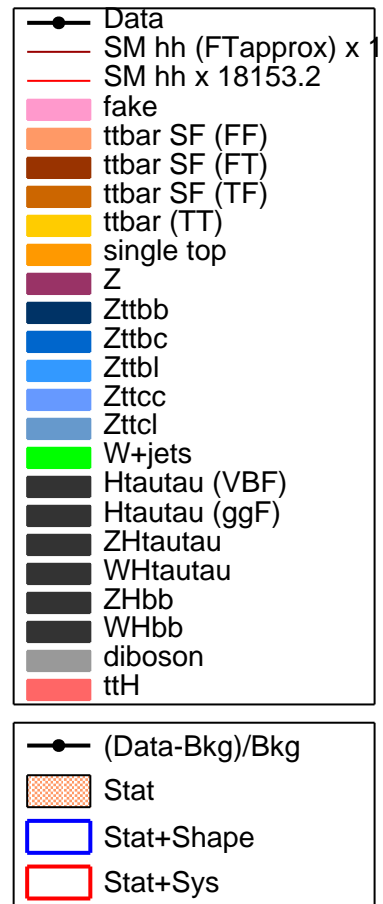 Data
SM hh (FTapprox) x 1
SM hh x 18153.2
fake
ttbar SF (FF)
ttbar SF (FT)
ttbar SF (TF)
ttbar (TT)
single top
Z
Zttbb
Zttbc
Zttbl
Zttcc
Zttcl
W+jets
Htautau (VBF)
Htautau (ggF)
ZHtautau
WHtautau
ZHbb
WHbb
diboson
ttH
(Data-Bkg)/Bkg
Stat
Stat+Shape
Stat+Sys